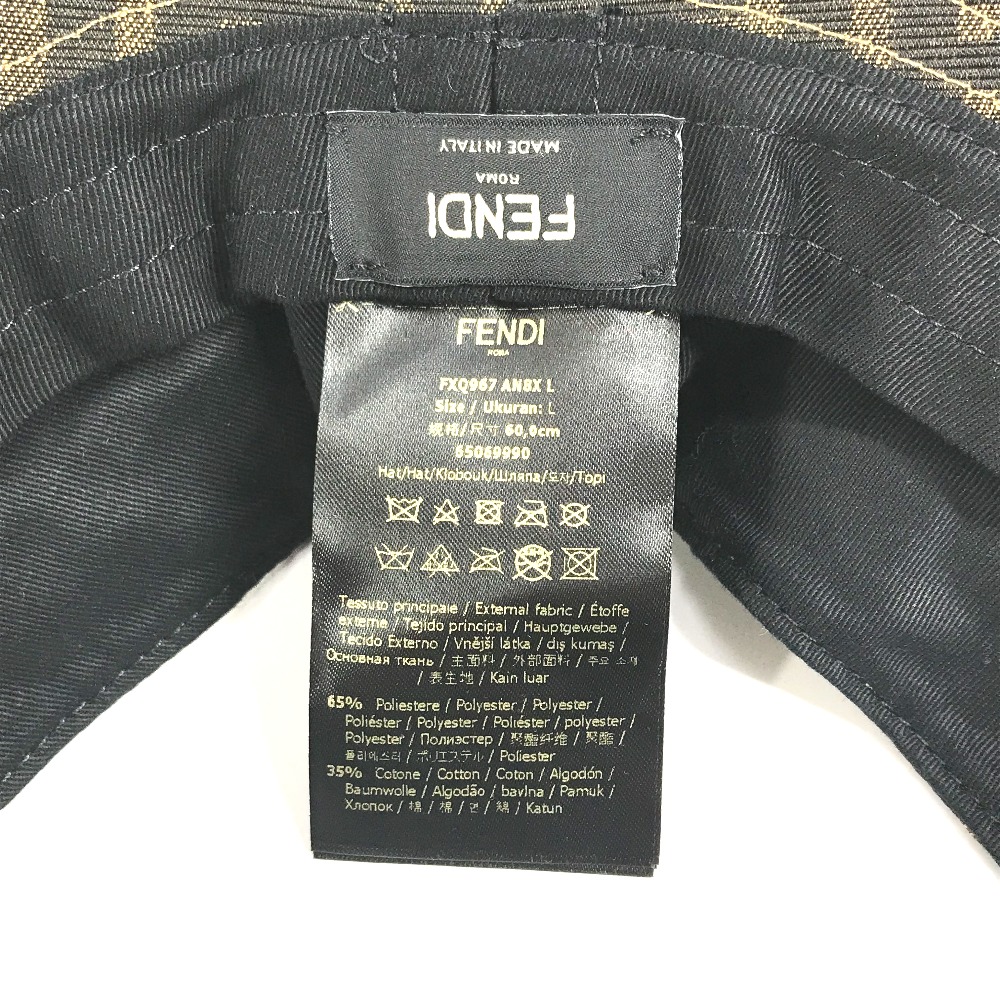 MADE IN ITALY
ROMA
FENDI
FENDI
ROMA
FXQ967 AN8X L
Size / Ukuran: L
规格/尺寸 60,0cm
85069990
Hat/Hat/Klobouk/Шляпа/모자/Topi
Tessuto principale / External fabric / Étoffe
externe / Tejido principal / Hauptgewebe /
Tecido Externo / Vnější látka / dış kumaş /
Основная ткань / 主面料 / 外部面料 / 주요 소재
/ 表生地 / Kain luar
65% Poliestere / Polyester / Polyester /
Poliéster / Polyester / Poliéster / polyester /
Polyester / Полиэстер / 聚酯纤维 / 聚酯 /
폴리에스터 / ポリエステル / Poliester
35% Cotone / Cotton / Coton / Algodón /
Baumwolle / Algodão / bavlna / Pamuk /
Хлопок / 棉 / 棉 / 면 / 綿 / Katun